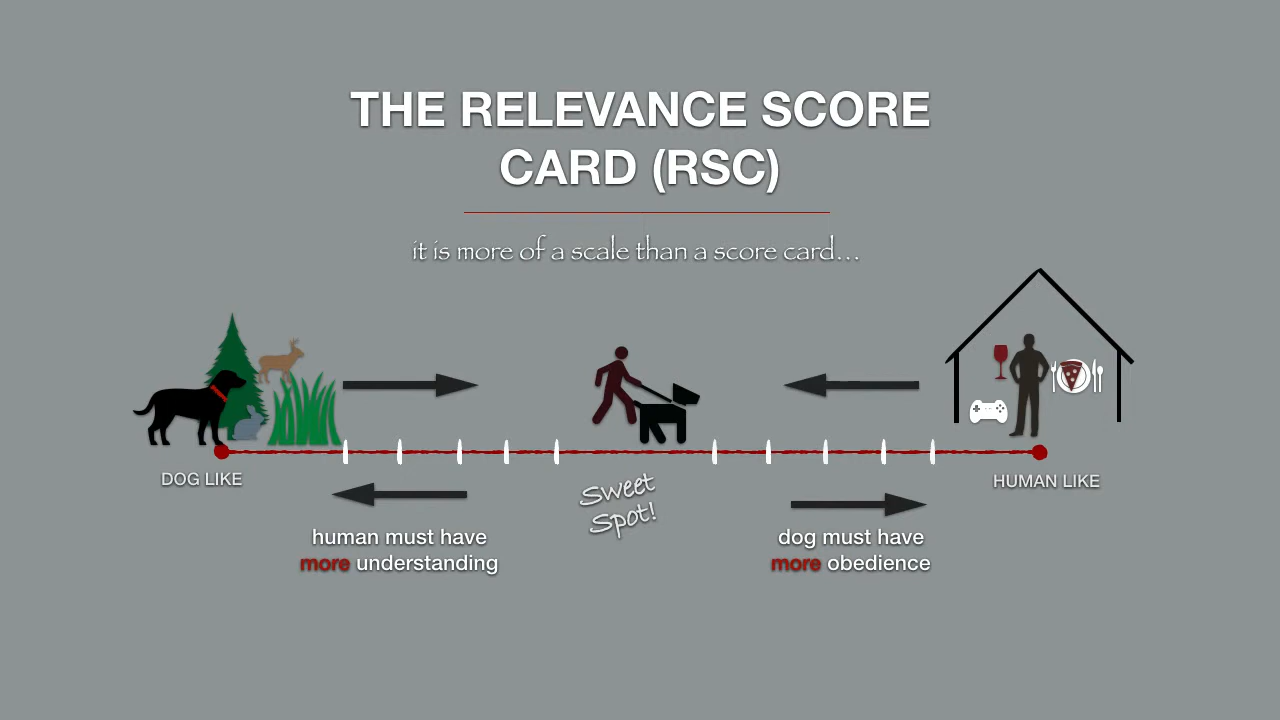 THE RELEVANCE SCORE
CARD (RSC)
it is more of a scale than a score card...
DOG LIKE
HUMAN LIKE
Sweet
Spot!
human must have
more understanding
dog must have
more obedience